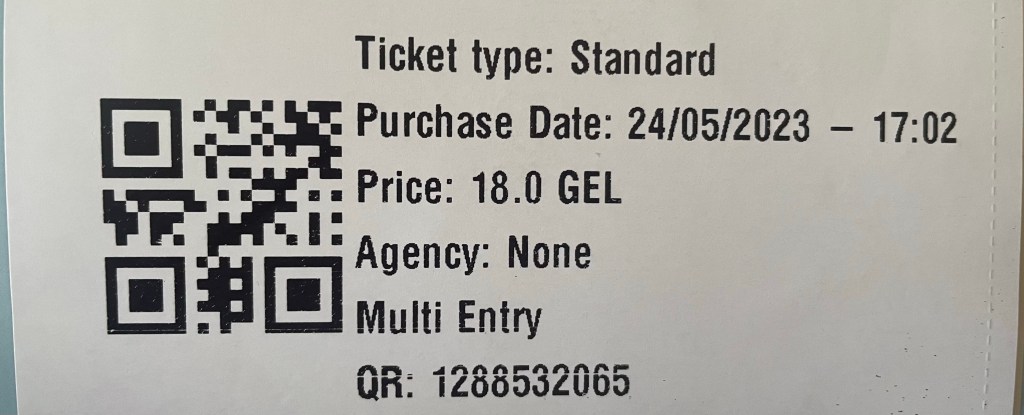 Ticket type: Standard
Purchase Date: 24/05/2023 – 17:02
Price: 18.0 GEL
Agency: None
Multi Entry
QR: 1288532065